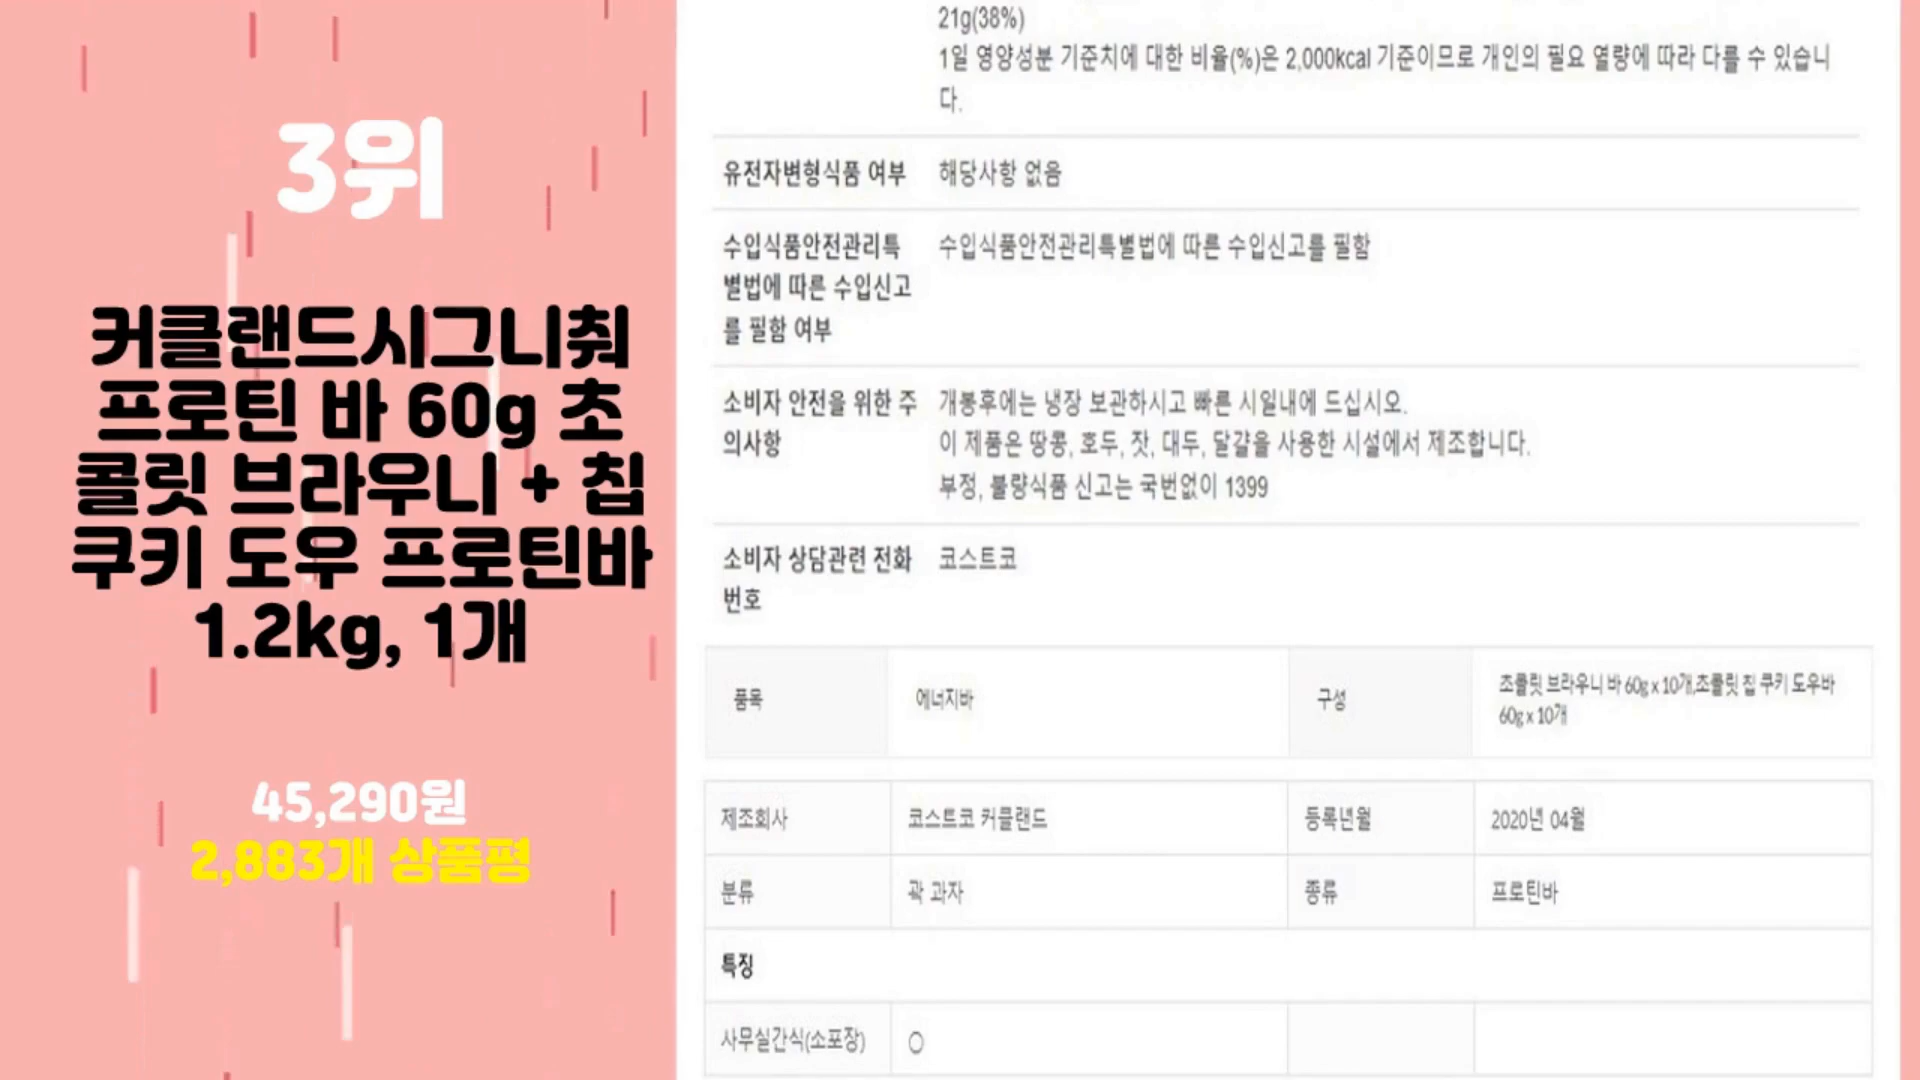 3위
커클랜드시그니춰
프로틴 바 60g 초
콜릿 브라우니 + 칩
쿠키 도우 프로틴바
1.2kg, 1개
45,290원
2,883개 상품평
21g(38%)
1일 영양성분 기준치에 대한 비율(%)은 2,000kcal 기준이므로 개인의 필요 열량에 따라 다를 수 있습니
다.
유전자변형식품 여부 해당사항 없음
수입식품안전관리특 수입식품안전관리특별법에 따른 수입신고를 필함
별법에 따른 수입신고
를 필함 여부
소비자 안전을 위한 주 개봉후에는 냉장 보관하시고 빠른 시일내에 드십시오.
의사항 이 제품은 땅콩, 호두, 잣, 대두, 달걀을 사용한 시설에서 제조합니다.
부정, 불량식품 신고는 국번없이 1399
소비자 상담관련 전화 코스트코
번호
품목 에너지바 구성 초콜릿 브라우니 바 60g x 10개,초콜릿 칩 쿠키 도우바
60g x 10개
제조회사 코스트코 커클랜드 등록년월 2020년 04월
분류 곽 과자 종류 프로틴바
특징
사무실간식(소포장) ○